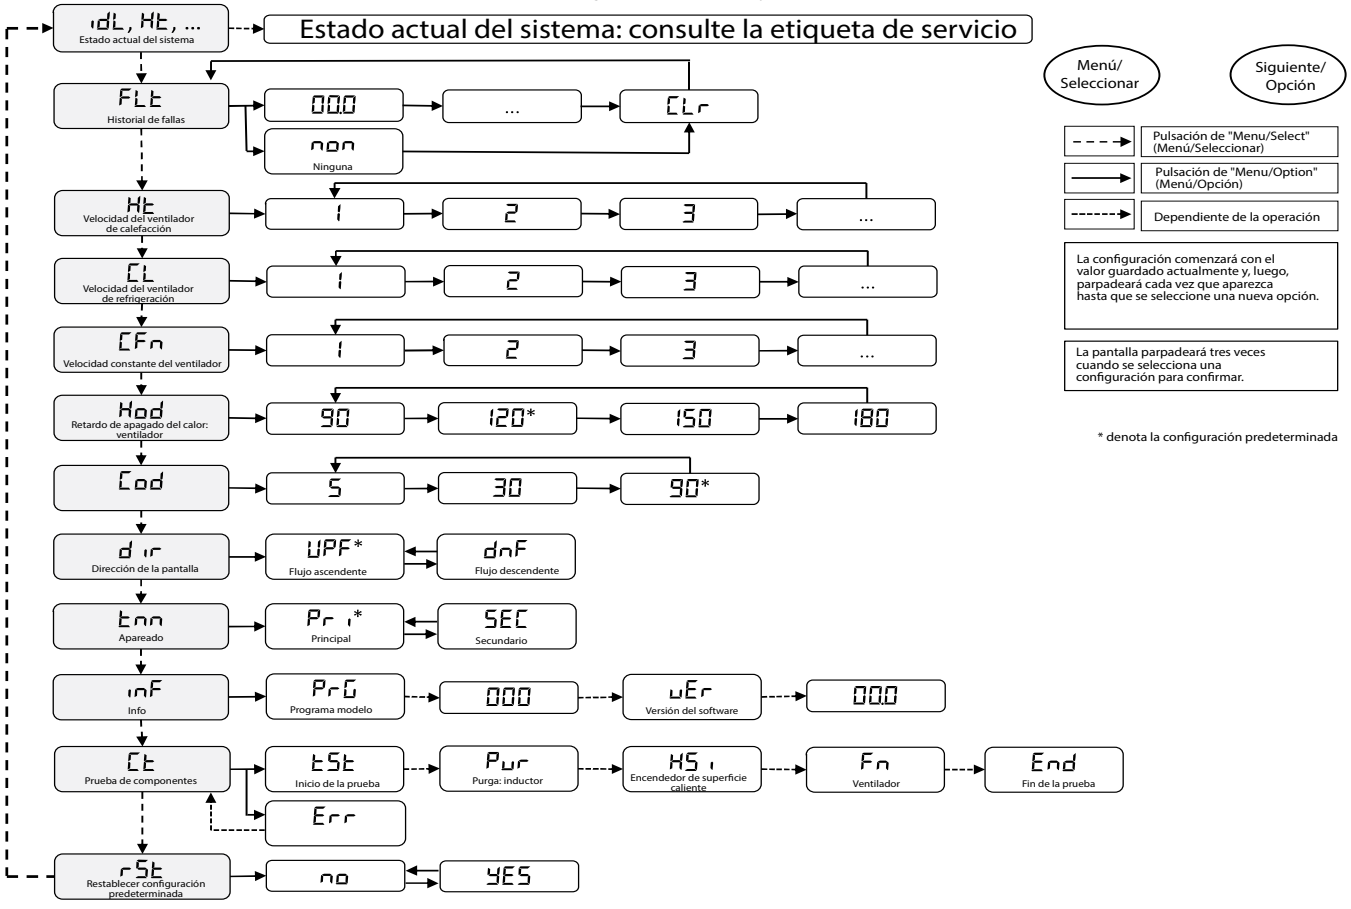 idL, Ht, ...
Estado actual del sistema
Estado actual del sistema: consulte la etiqueta de servicio
Menú/
Seleccionar
Siguiente/
Opción
FLt
Historial de fallas
00.0
...
CLr
non
Ninguna
Pulsación de "Menu/Select"
(Menú/Seleccionar)
Pulsación de "Menu/Option"
(Menú/Opción)
Dependiente de la operación
Ht
Velocidad del ventilador
de calefacción
1
2
3
...
CL
Velocidad del ventilador
de refrigeración
1
2
3
...
La configuración comenzará con el
valor guardado actualmente y, luego,
parpadeará cada vez que aparezca
hasta que se seleccione una nueva opción.
CFn
Velocidad constante del ventilador
1
2
3
...
La pantalla parpadeará tres veces
cuando se selecciona una
configuración para confirmar.
Hod
Retardo de apagado del calor:
ventilador
90
120*
150
180
* denota la configuración predeterminada
Cod
5
30
90*
dir
Dirección de la pantalla
UPF*
Flujo ascendente
dnF
Flujo descendente
tnn
Apareado
Pri*
Principal
SEC
Secundario
inF
Info
PrG
Programa modelo
000
uEr
Versión del software
00.0
Ct
Prueba de componentes
tSt
Inicio de la prueba
Pur
Purga: inductor
HSi
Encendedor de superficie
caliente
Fn
Ventilador
End
Fin de la prueba
Err
rSt
Restablecer configuración
predeterminada
no
YES